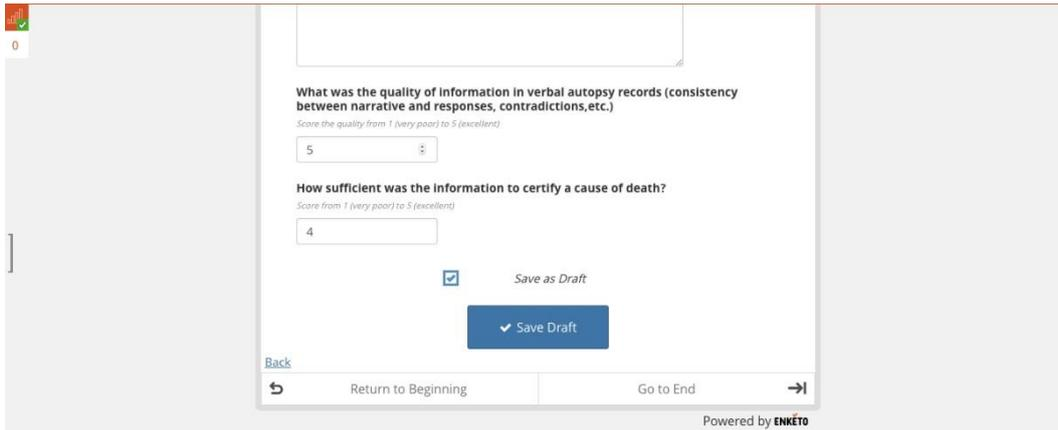 0
What was the quality of information in verbal autopsy records (consistency
between narrative and responses, contradictions,etc.)
Score the quality from 1 (very poor) to 5 (excellent)
5
How sufficient was the information to certify a cause of death?
Score from 1 (very poor) to 5 (excellent)
4
Save as Draft
Save Draft
Back
Return to Beginning
Go to End
Powered by ENKETO